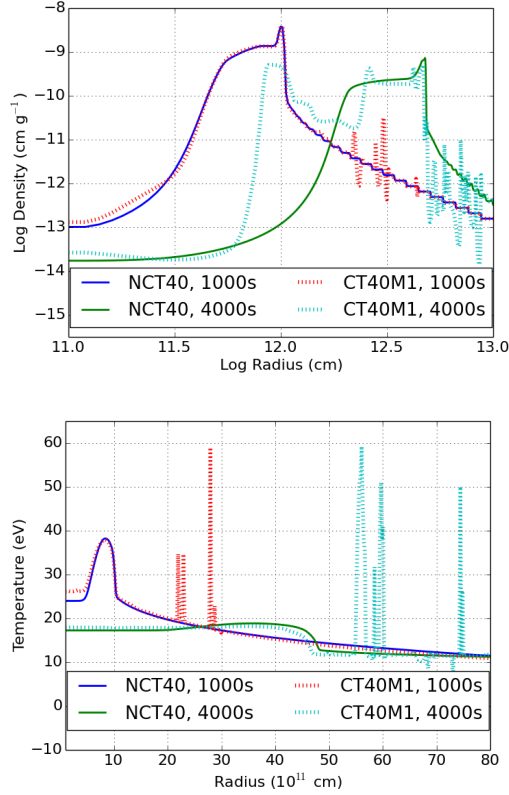 −8
−9
−10
−11
−12
−13
−14
−15
Log Density (cm g⁻¹)
NCT40, 1000s
NCT40, 4000s
CT40M1, 1000s
CT40M1, 4000s
11.0 11.5 12.0 12.5 13.0
Log Radius (cm)
60
50
40
30
20
10
0
−10
Temperature (eV)
NCT40, 1000s
NCT40, 4000s
CT40M1, 1000s
CT40M1, 4000s
10 20 30 40 50 60 70 80
Radius (10¹¹ cm)